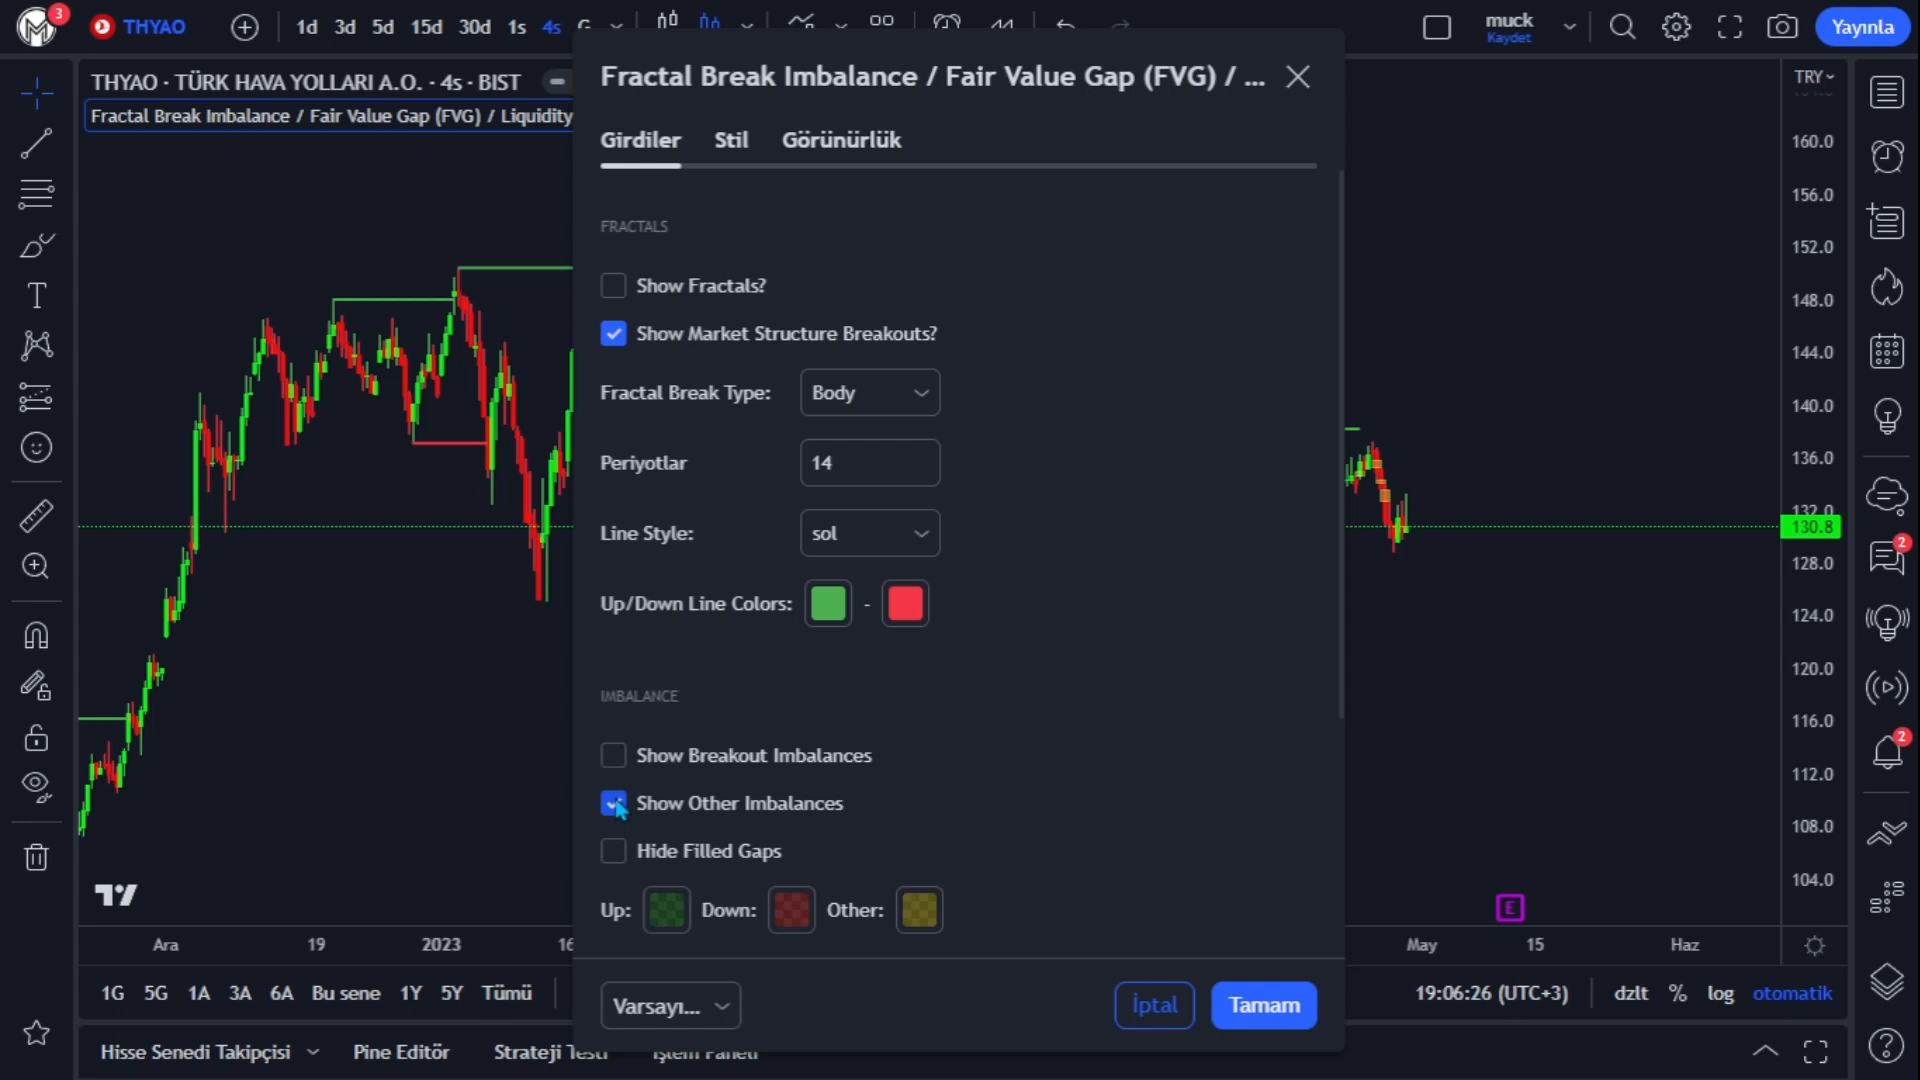 3
THYAO
1d 3d 5d 15d 30d 1s 4s G
muck
Kaydet
Yayınla
THYAO · TÜRK HAVA YOLLARI A.O. · 4s · BIST
Fractal Break Imbalance / Fair Value Gap (FVG) / Liquidity
Fractal Break Imbalance / Fair Value Gap (FVG) / ...
Girdiler Stil Görünürlük
FRACTALS
Show Fractals?
Show Market Structure Breakouts?
Fractal Break Type: Body
Periyotlar 14
Line Style: sol
Up/Down Line Colors: -
IMBALANCE
Show Breakout Imbalances
Show Other Imbalances
Hide Filled Gaps
Up: Down: Other:
Varsayı...
İptal
Tamam
TRY
160.0
156.0
152.0
148.0
144.0
140.0
136.0
132.0
130.8
128.0
124.0
120.0
116.0
112.0
108.0
104.0
E
2
2
Ara 19 2023 16 May 15 Haz
1G 5G 1A 3A 6A Bu sene 1Y 5Y Tümü
19:06:26 (UTC+3) dzlt % log otomatik
Hisse Senedi Takipçisi Pine Editör Strateji Testi İşlem Paneli